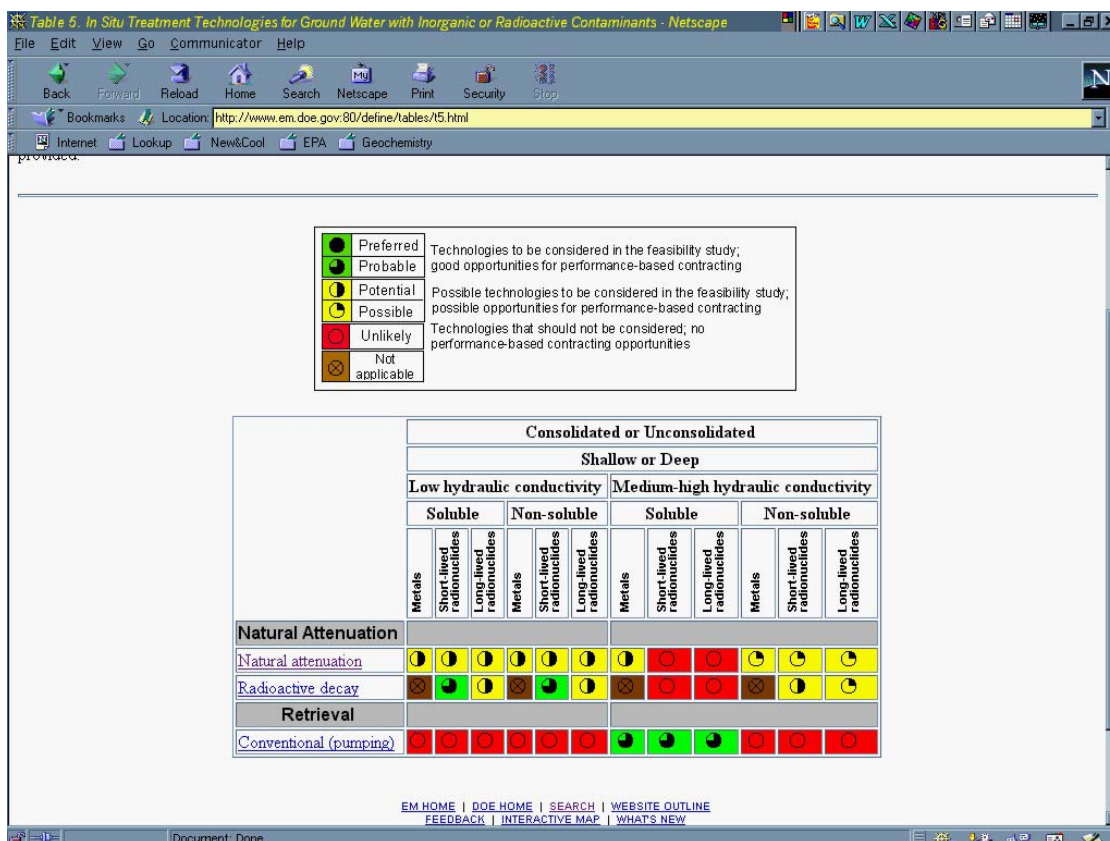 Table 5. In Situ Treatment Technologies for Ground Water with Inorganic or Radioactive Contaminants - Netscape
File Edit View Go Communicator Help
Back Forward Reload Home Search Netscape Print Security Stop
Bookmarks Location: http://www.em.doe.gov:80/define/tables/t5.html
Internet Lookup New&Cool EPA Geochemistry
provided.
Preferred
Probable
Technologies to be considered in the feasibility study;
good opportunities for performance-based contracting
Potential
Possible
Possible technologies to be considered in the feasibility study;
possible opportunities for performance-based contracting
Unlikely
Technologies that should not be considered; no
performance-based contracting opportunities
Not
applicable
Consolidated or Unconsolidated
Shallow or Deep
Low hydraulic conductivity Medium-high hydraulic conductivity
Soluble Non-soluble Soluble Non-soluble
Metals
Short-lived
radionuclides
Long-lived
radionuclides
Metals
Short-lived
radionuclides
Long-lived
radionuclides
Metals
Short-lived
radionuclides
Long-lived
radionuclides
Metals
Short-lived
radionuclides
Long-lived
radionuclides
Natural Attenuation
Natural attenuation
Radioactive decay
Retrieval
Conventional (pumping)
EM HOME | DOE HOME | SEARCH | WEBSITE OUTLINE
FEEDBACK | INTERACTIVE MAP | WHAT'S NEW
Document: Done